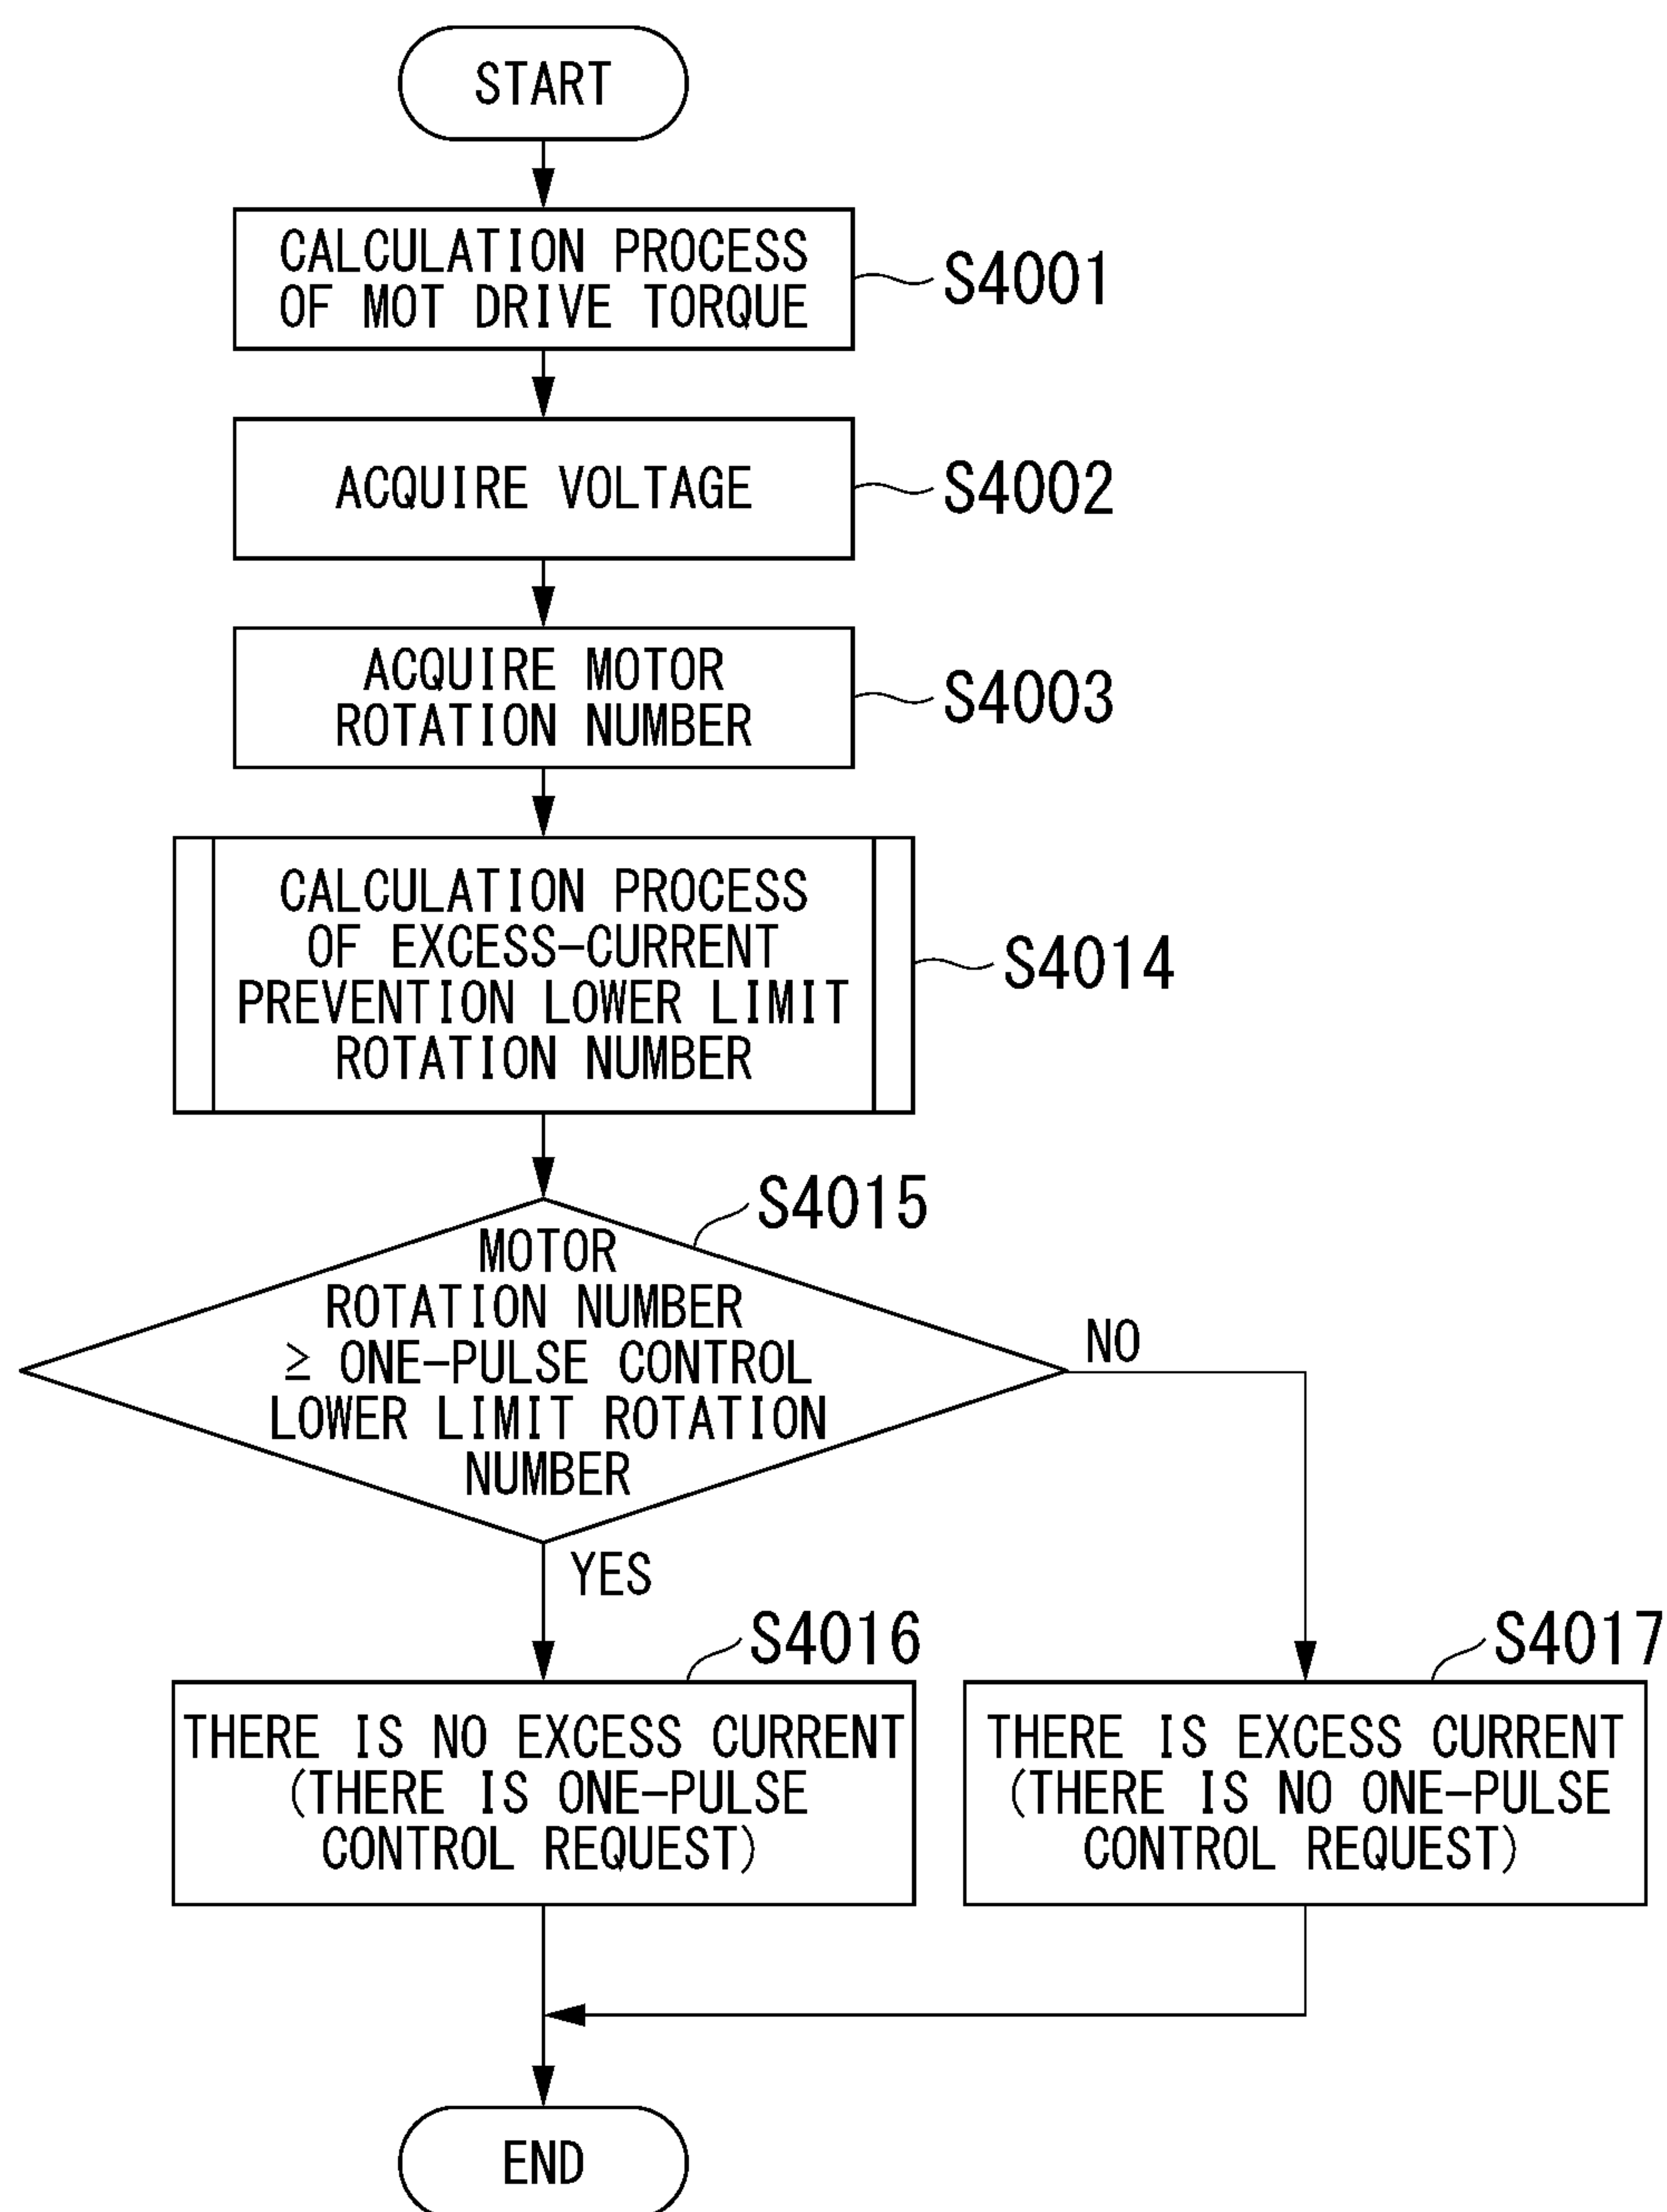 START
CALCULATION PROCESS
OF MOT DRIVE TORQUE
S4001
ACQUIRE VOLTAGE
S4002
ACQUIRE MOTOR
ROTATION NUMBER
S4003
CALCULATION PROCESS
OF EXCESS-CURRENT
PREVENTION LOWER LIMIT
ROTATION NUMBER
S4014
S4015
MOTOR
ROTATION NUMBER
≥ ONE-PULSE CONTROL
LOWER LIMIT ROTATION
NUMBER
NO
YES
S4016
THERE IS NO EXCESS CURRENT
(THERE IS ONE-PULSE
CONTROL REQUEST)
S4017
THERE IS EXCESS CURRENT
(THERE IS NO ONE-PULSE
CONTROL REQUEST)
END